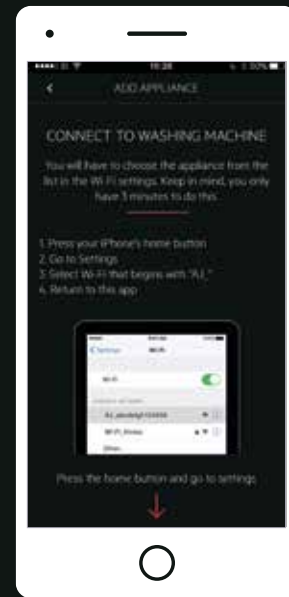 ADD APPLIANCE
CONNECT TO WASHING MACHINE
You will have to choose the appliance from the
list in the Wi-Fi settings. Keep in mind, you only
have 3 minutes to do this.
1. Press your iPhone's home button
2. Go to Settings
3. Select Wi-Fi that begins with "AJ_"
4. Return to this app
Settings
Wi-Fi
Wi-Fi
Press the home button and go to settings